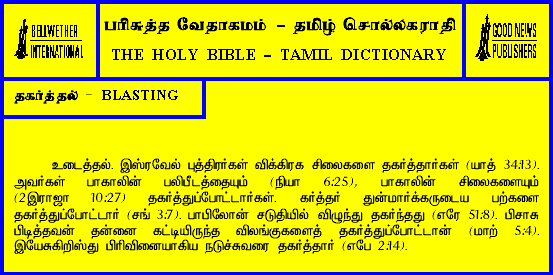 BELLWETHER
INTERNATIONAL
பரிசுத்த வேதாகமம் – தமிழ் சொல்லகராதி
THE HOLY BIBLE – TAMIL DICTIONARY
GOOD NEWS
PUBLISHERS
தகர்த்தல் – BLASTING
உடைத்தல். இஸ்ரவேல் புத்திரர்கள் விக்கிரக சிலைகளை தகர்த்தார்கள் (யாத் 34:13).
அவர்கள் பாகாலின் பலிபீடத்தையும் (நியா 6:25), பாகாலின் சிலைகளையும்
(2இராஜா 10:27) தகர்த்துப்போட்டார்கள். கர்த்தர் துன்மார்க்கருடைய பற்களை
தகர்த்துப்போட்டார் (சங் 3:7). பாபிலோன் சடுதியில் விழுந்து தகர்ந்தது (எரே 51:8). பிசாசு
பிடித்தவன் தன்னை கட்டியிருந்த விலங்குகளைத் தகர்த்துப்போட்டான் (மாற் 5:4).
இயேசுகிறிஸ்து பிரிவினையாகிய நடுச்சுவரை தகர்த்தார் (எபே 2:14).